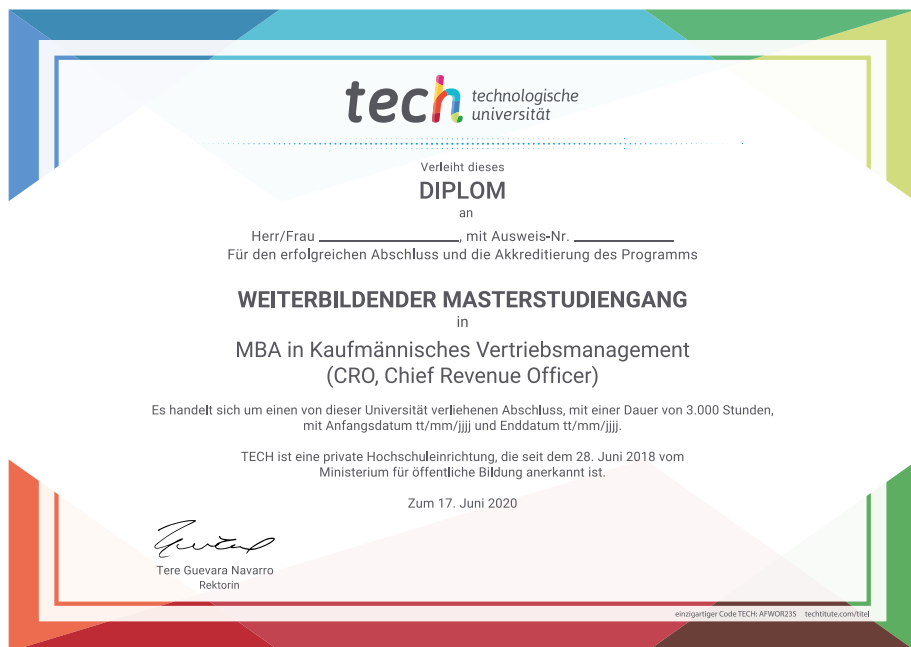 tech technologische
universität
Verleiht dieses
DIPLOM
an
Herr/Frau ____________, mit Ausweis-Nr. ____________
Für den erfolgreichen Abschluss und die Akkreditierung des Programms
WEITERBILDENDER MASTERSTUDIENGANG
in
MBA in Kaufmännisches Vertriebsmanagement
(CRO, Chief Revenue Officer)
Es handelt sich um einen von dieser Universität verliehenen Abschluss, mit einer Dauer von 3.000 Stunden,
mit Anfangsdatum tt/mm/jjjj und Enddatum tt/mm/jjjj.
TECH ist eine private Hochschuleinrichtung, die seit dem 28. Juni 2018 vom
Ministerium für öffentliche Bildung anerkannt ist.
Zum 17. Juni 2020
Tere Guevara Navarro
Rektorin
einzigartiger Code TECH: AFWOR23S techtitute.com/titel